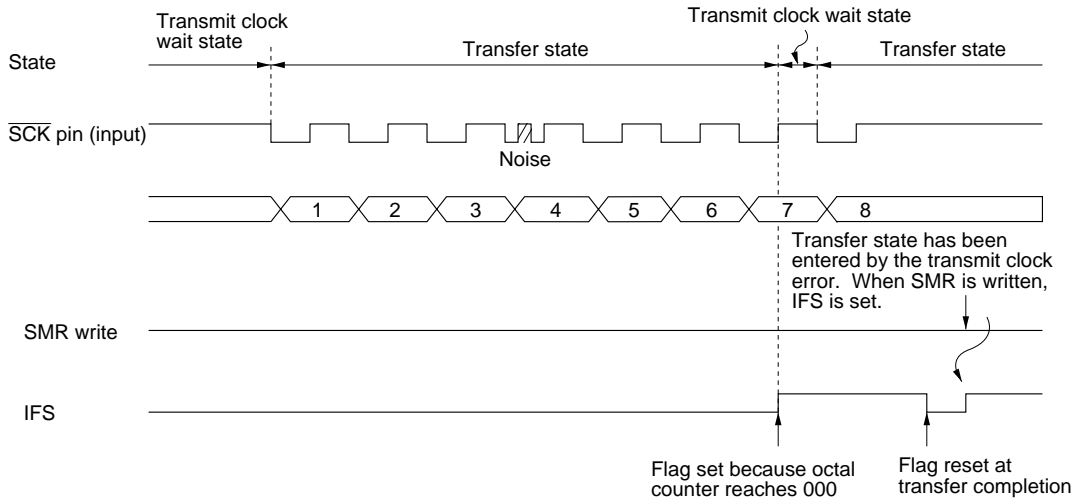 Transmit clock
wait state
Transmit clock wait state
State
Transfer state
Transfer state
SCK pin (input)
Noise
1 2 3 4 5 6 7 8
Transfer state has been
entered by the transmit clock
error. When SMR is written,
IFS is set.
SMR write
IFS
Flag set because octal
counter reaches 000
Flag reset at
transfer completion